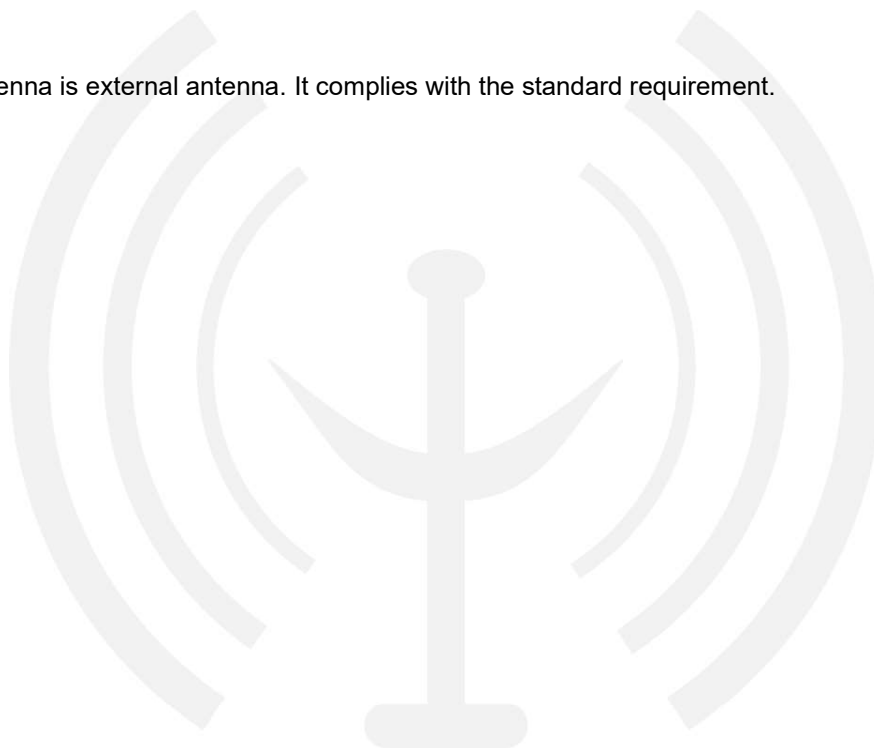 enna is external antenna. It complies with the standard requirement.